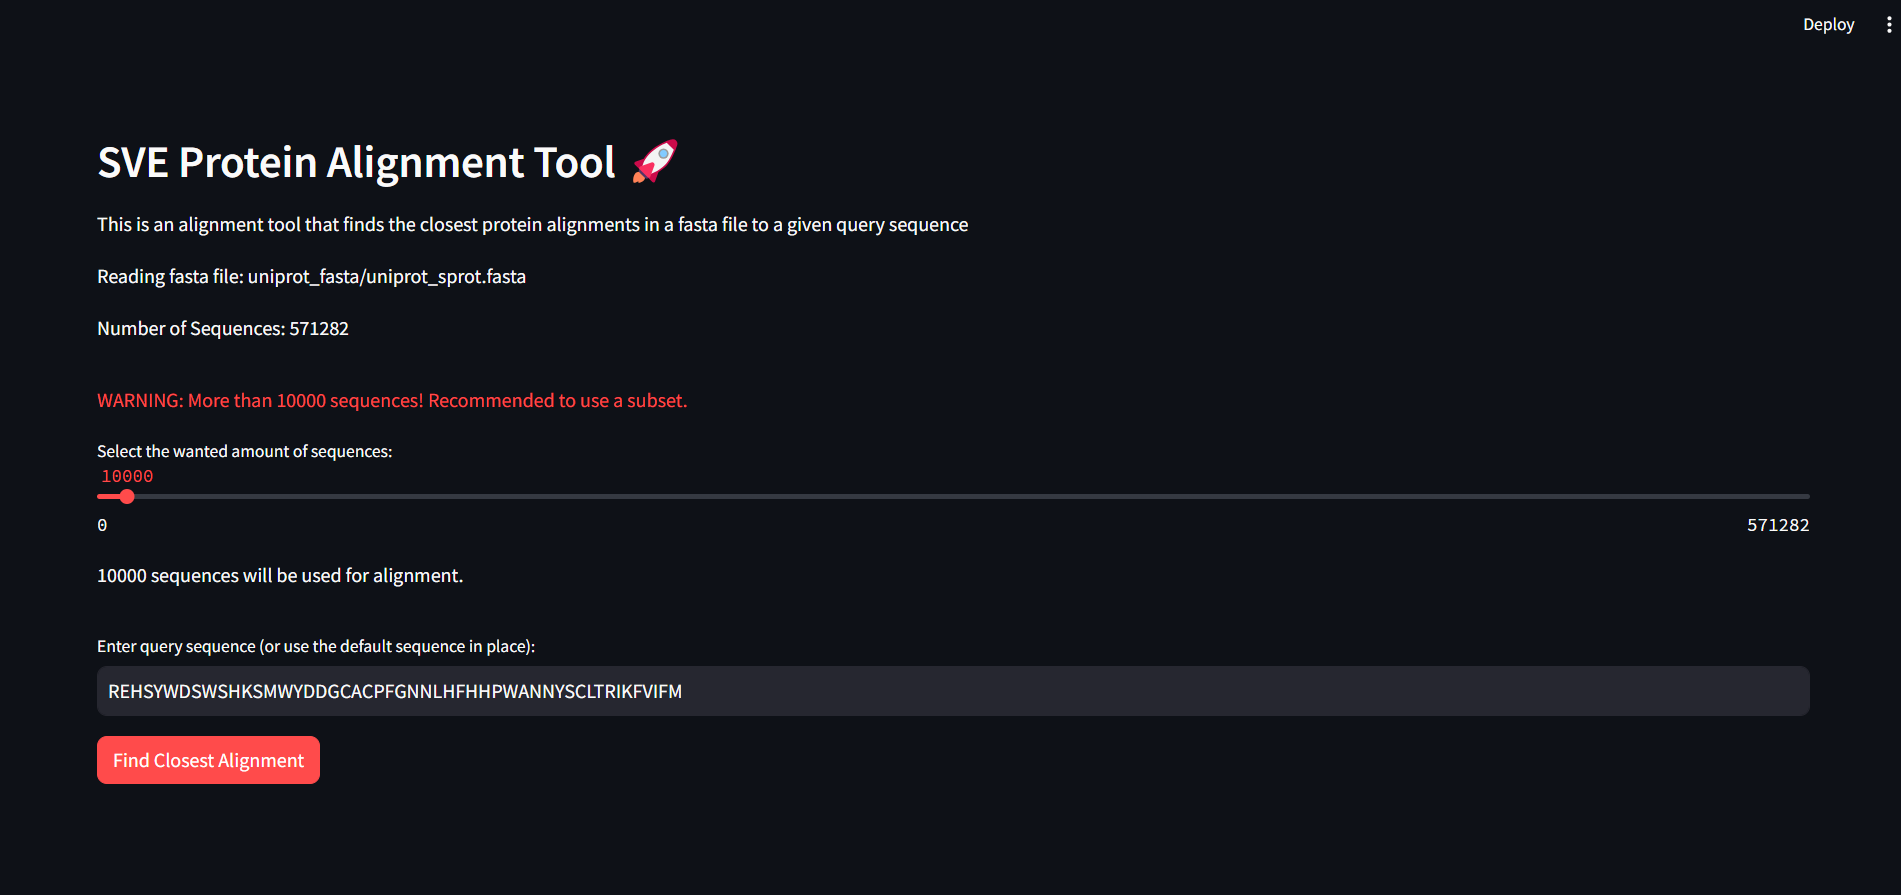 Deploy
SVE Protein Alignment Tool 🚀
This is an alignment tool that finds the closest protein alignments in a fasta file to a given query sequence
Reading fasta file: uniprot_fasta/uniprot_sprot.fasta
Number of Sequences: 571282
WARNING: More than 10000 sequences! Recommended to use a subset.
Select the wanted amount of sequences:
10000
0 571282
10000 sequences will be used for alignment.
Enter query sequence (or use the default sequence in place):
REHSYWDSWSHKSMWYDDGCACPFGNNLHFHHPWANNYSCLTRIKFVIFM
Find Closest Alignment